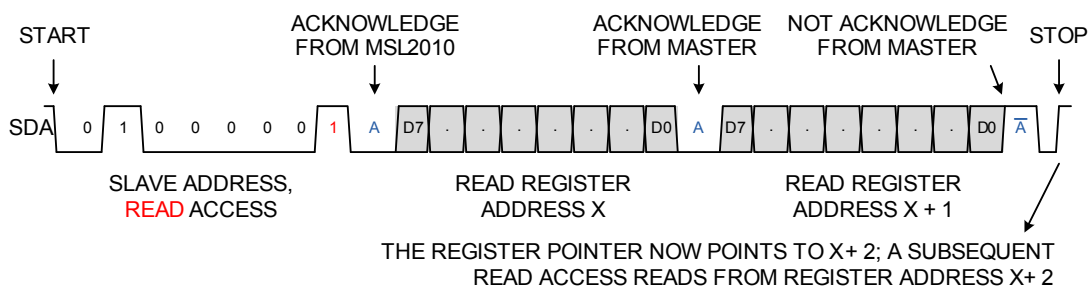 START
ACKNOWLEDGE
FROM MSL2010
ACKNOWLEDGE
FROM MASTER
NOT ACKNOWLEDGE
FROM MASTER
STOP
SDA 0 1 0 0 0 0 0 1 A D7 . . . . . . D0 A D7 . . . . . . D0 A̅
SLAVE ADDRESS,
READ ACCESS
READ REGISTER
ADDRESS X
READ REGISTER
ADDRESS X + 1
THE REGISTER POINTER NOW POINTS TO X+ 2; A SUBSEQUENT
READ ACCESS READS FROM REGISTER ADDRESS X+ 2